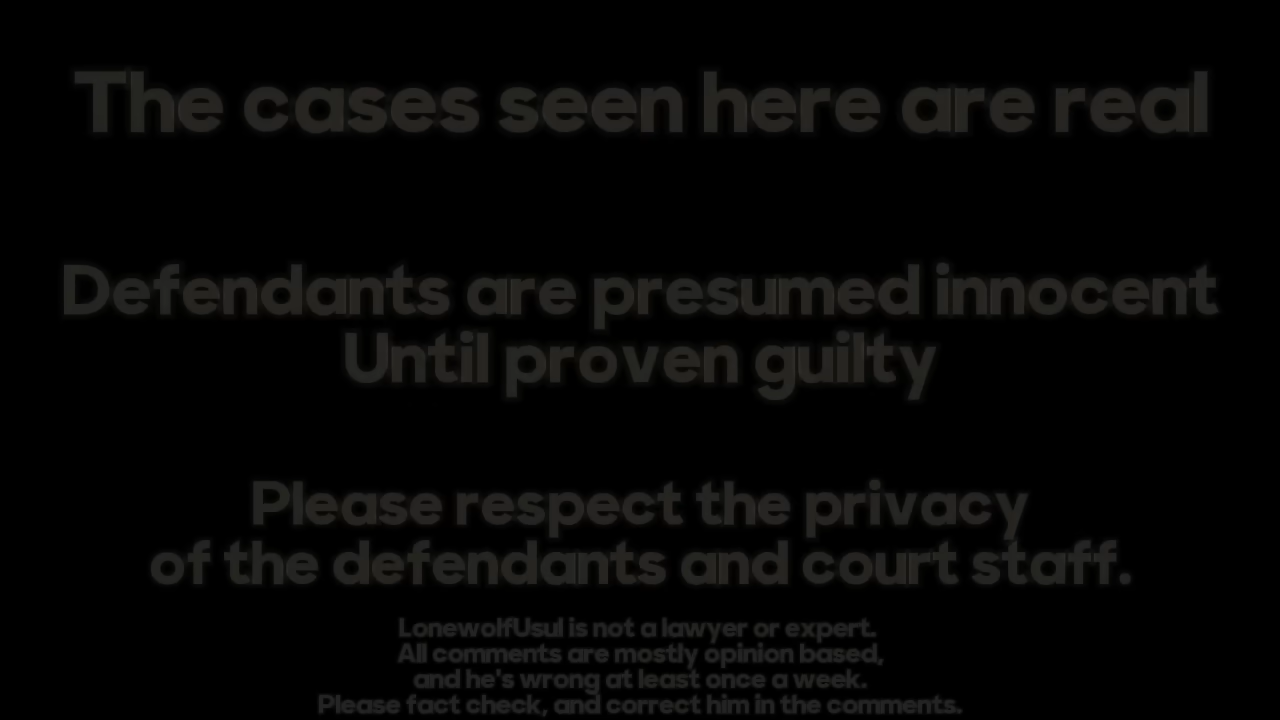 The cases seen here are real
Defendants are presumed innocent
Until proven guilty
Please respect the privacy
of the defendants and court staff.
LonewolfUsul is not a lawyer or expert.
All comments are mostly opinion based,
and he's wrong at least once a week.
Please fact check, and correct him in the comments.